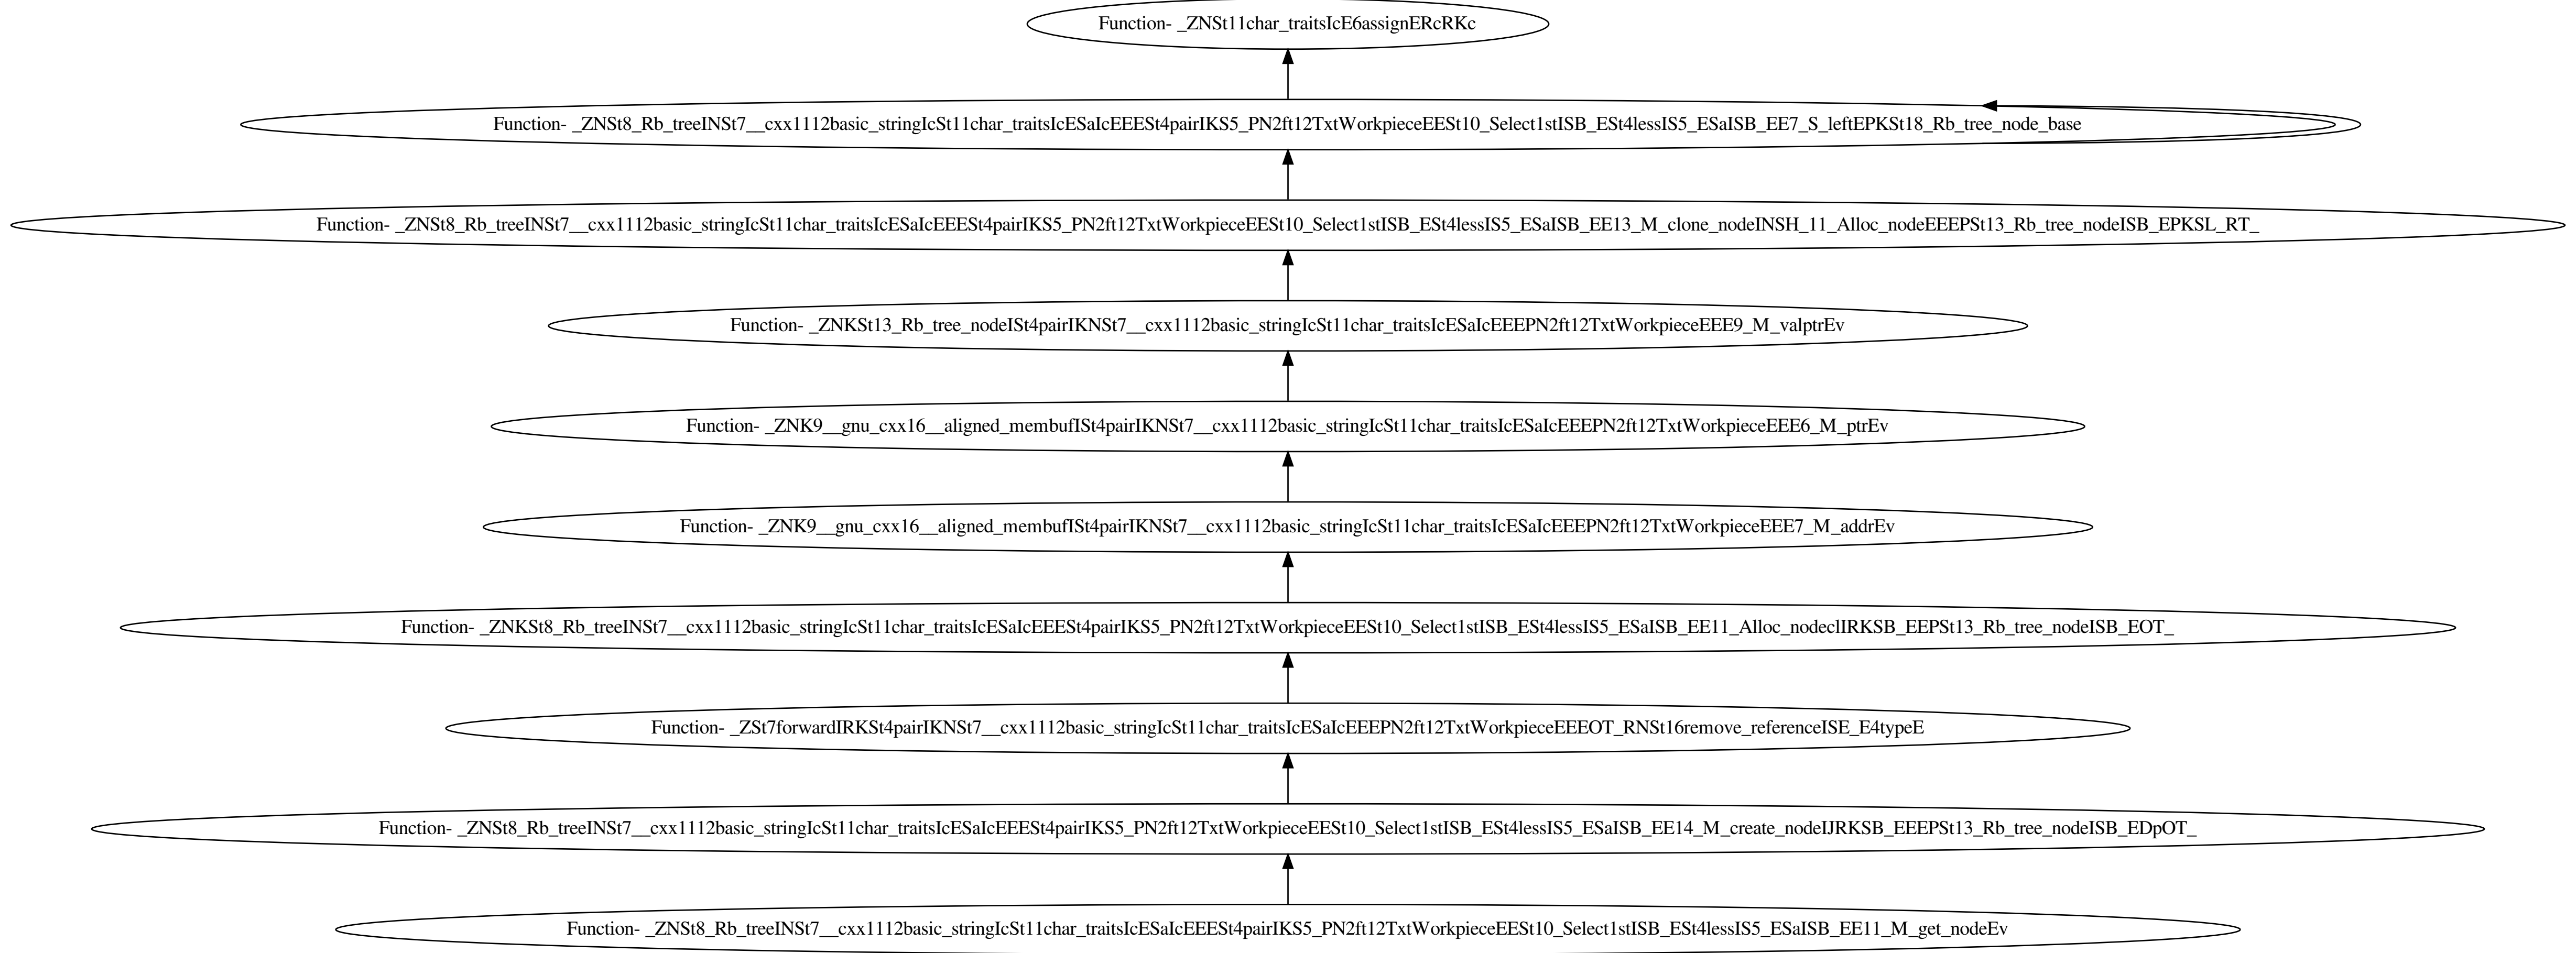 Function- _ZNSt11char_traitsIcE6assignERcRKc
Function- _ZNSt8_Rb_treeINSt7__cxx1112basic_stringIcSt11char_traitsIcESaIcEEESt4pairIKS5_PN2ft12TxtWorkpieceEESt10_Select1stISB_ESt4lessIS5_ESaISB_EE7_S_leftEPKSt18_Rb_tree_node_base
Function- _ZNSt8_Rb_treeINSt7__cxx1112basic_stringIcSt11char_traitsIcESaIcEEESt4pairIKS5_PN2ft12TxtWorkpieceEESt10_Select1stISB_ESt4lessIS5_ESaISB_EE13_M_clone_nodeINSH_11_Alloc_nodeEEEPSt13_Rb_tree_nodeISB_EPKSL_RT_
Function- _ZNKSt13_Rb_tree_nodeISt4pairIKNSt7__cxx1112basic_stringIcSt11char_traitsIcESaIcEEEPN2ft12TxtWorkpieceEEE9_M_valptrEv
Function- _ZNK9__gnu_cxx16__aligned_membufISt4pairIKNSt7__cxx1112basic_stringIcSt11char_traitsIcESaIcEEEPN2ft12TxtWorkpieceEEE6_M_ptrEv
Function- _ZNK9__gnu_cxx16__aligned_membufISt4pairIKNSt7__cxx1112basic_stringIcSt11char_traitsIcESaIcEEEPN2ft12TxtWorkpieceEEE7_M_addrEv
Function- _ZNKSt8_Rb_treeINSt7__cxx1112basic_stringIcSt11char_traitsIcESaIcEEESt4pairIKS5_PN2ft12TxtWorkpieceEESt10_Select1stISB_ESt4lessIS5_ESaISB_EE11_Alloc_nodeclIRKSB_EEPSt13_Rb_tree_nodeISB_EOT_
Function- _ZSt7forwardIRKSt4pairIKNSt7__cxx1112basic_stringIcSt11char_traitsIcESaIcEEEPN2ft12TxtWorkpieceEEEOT_RNSt16remove_referenceISE_E4typeE
Function- _ZNSt8_Rb_treeINSt7__cxx1112basic_stringIcSt11char_traitsIcESaIcEEESt4pairIKS5_PN2ft12TxtWorkpieceEESt10_Select1stISB_ESt4lessIS5_ESaISB_EE14_M_create_nodeIJRKSB_EEEPSt13_Rb_tree_nodeISB_EDpOT_
Function- _ZNSt8_Rb_treeINSt7__cxx1112basic_stringIcSt11char_traitsIcESaIcEEESt4pairIKS5_PN2ft12TxtWorkpieceEESt10_Select1stISB_ESt4lessIS5_ESaISB_EE11_M_get_nodeEv